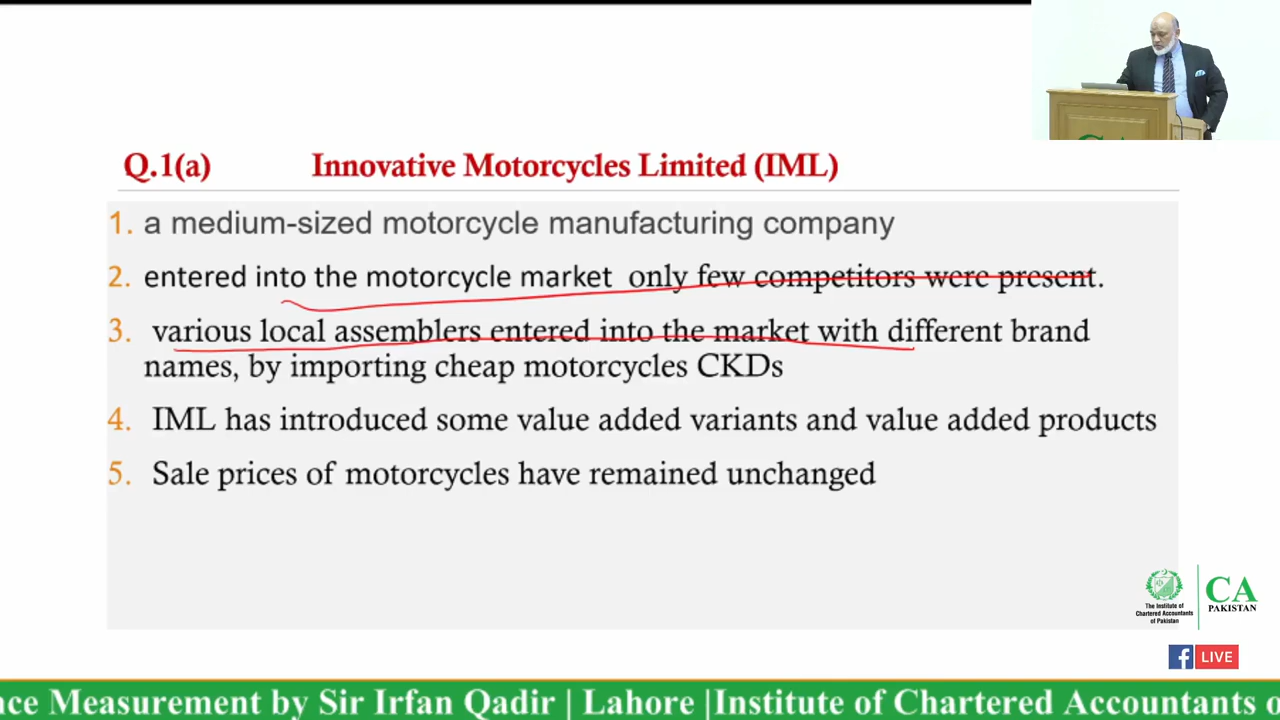 Q.1(a) Innovative Motorcycles Limited (IML)
1. a medium-sized motorcycle manufacturing company
2. entered into the motorcycle market only few competitors were present.
3. various local assemblers entered into the market with different brand
names, by importing cheap motorcycles CKDs
4. IML has introduced some value added variants and value added products
5. Sale prices of motorcycles have remained unchanged
The Institute of
Chartered Accountants
of Pakistan
CA
PAKISTAN
f LIVE
ce Measurement by Sir Irfan Qadir | Lahore |Institute of Chartered Accountants o